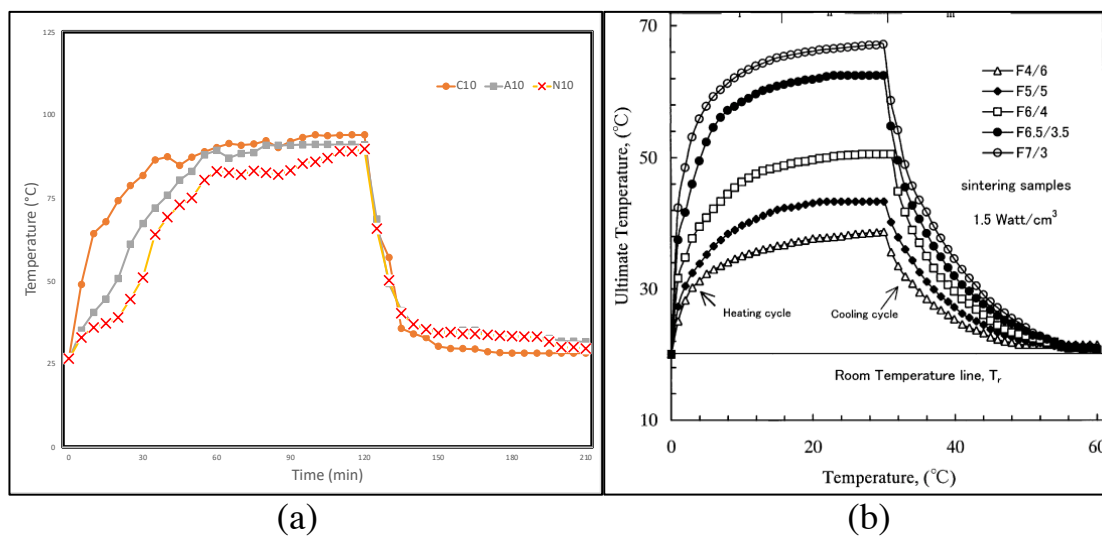 125
100
75
50
25
0
Temperature (°C)
C10 A10 N10
0 30 60 90 120 150 180 210
Time (min)
(a)
70
50
30
10
Ultimate Temperature, (°C)
F4/6
F5/5
F6/4
F6.5/3.5
F7/3
sintering samples
1.5 Watt/cm³
Heating cycle
Cooling cycle
Room Temperature line, Tᵣ
0 20 40 60
Temperature, (°C)
(b)